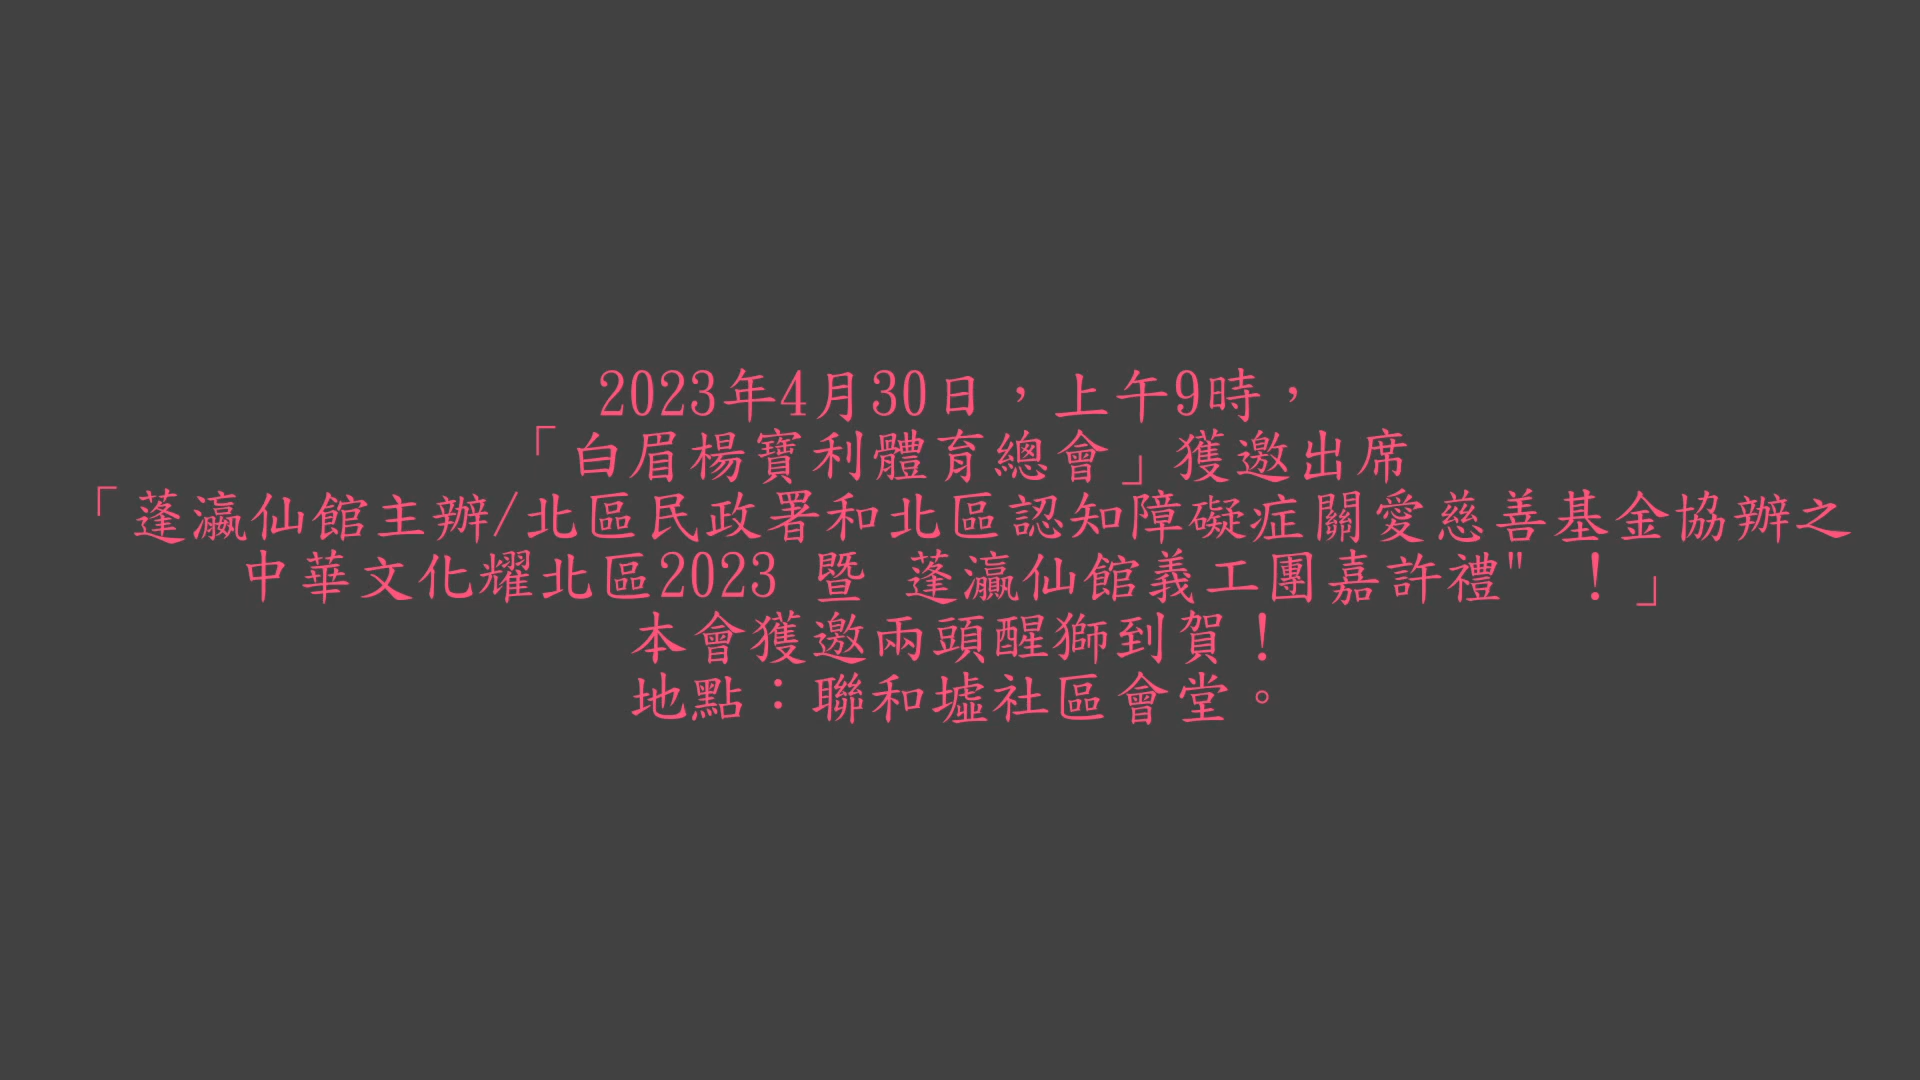 2023年4月30日，上午9時，
「白眉楊寶利體育總會」獲邀出席
「蓬瀛仙館主辦/北區民政署和北區認知障礙症關愛慈善基金協辦之
中華文化耀北區2023 暨 蓬瀛仙館義工團嘉許禮" ！」
本會獲邀兩頭醒獅到賀！
地點：聯和墟社區會堂。